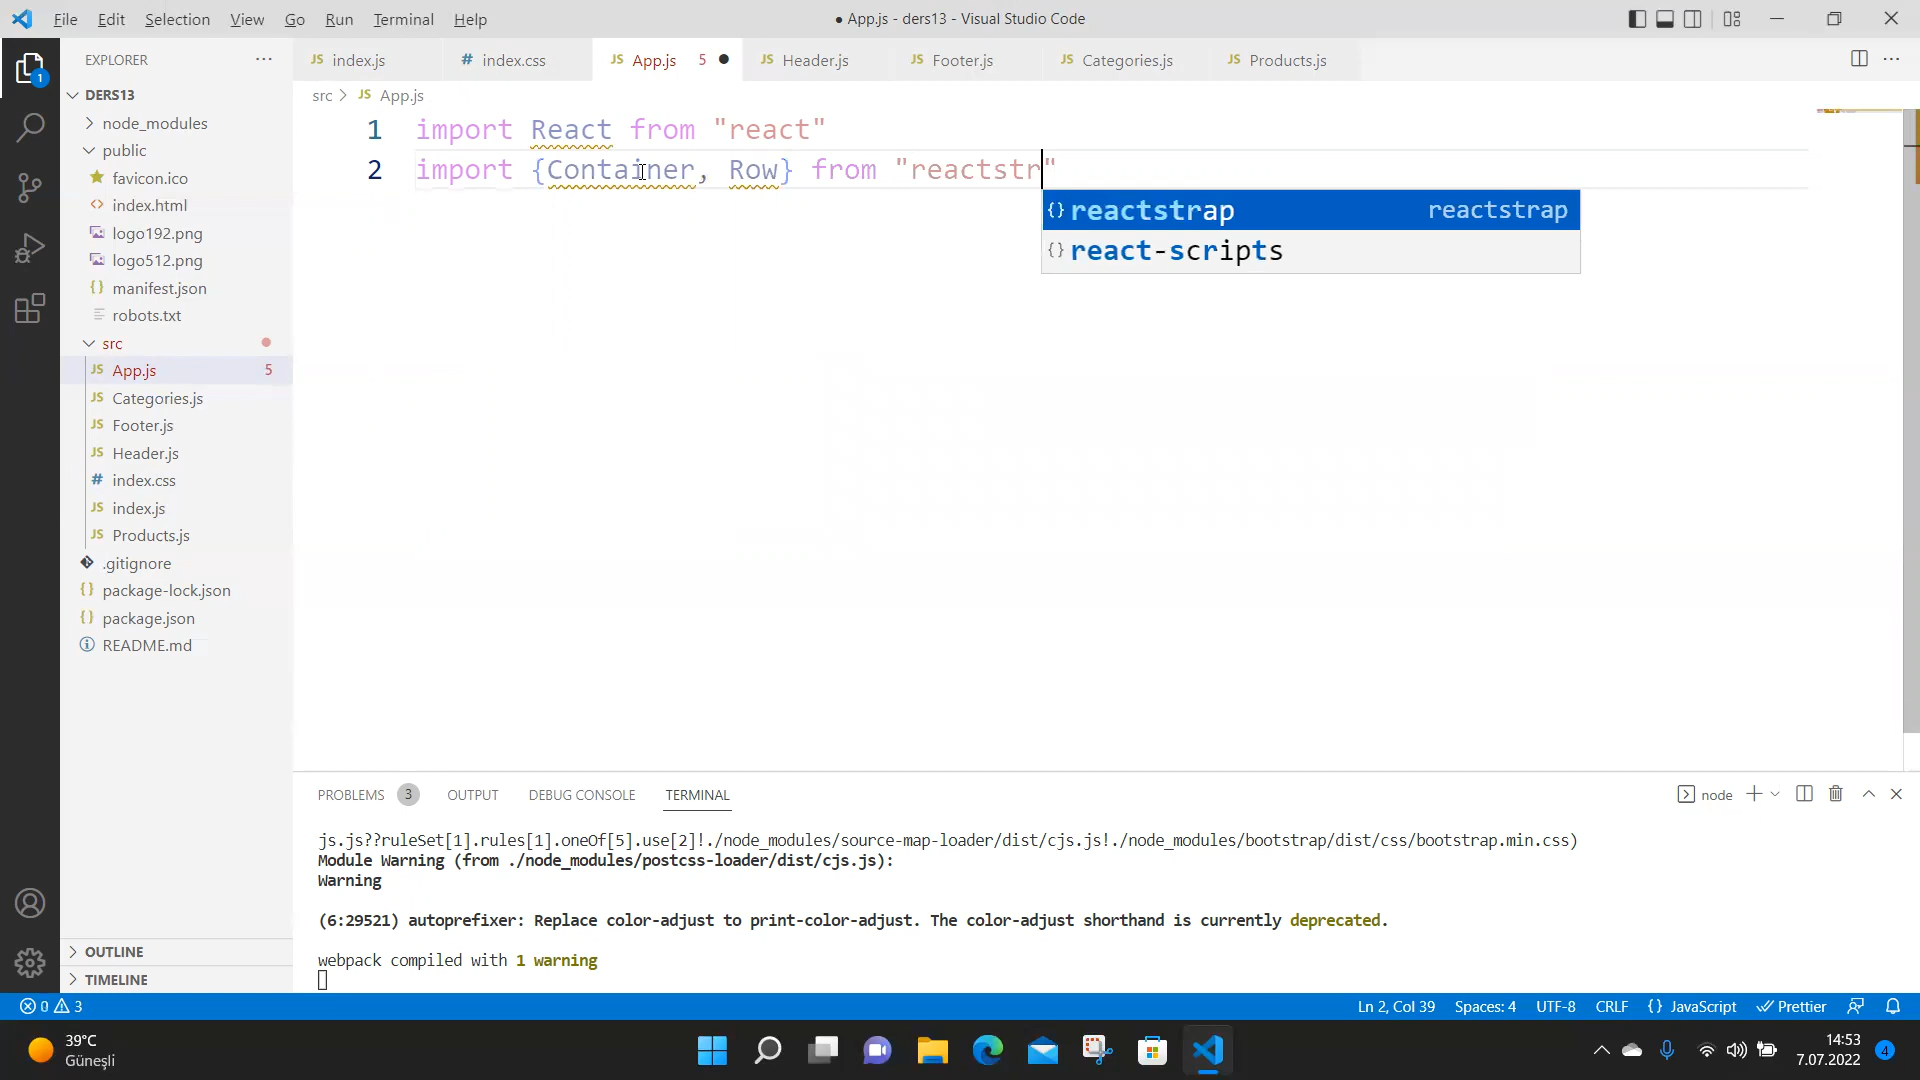 File Edit Selection View Go Run Terminal Help
● App.js - ders13 - Visual Studio Code
EXPLORER
JS index.js
# index.css
JS App.js 5 ●
JS Header.js
JS Footer.js
JS Categories.js
JS Products.js
DERS13
src > JS App.js
node_modules
public
favicon.ico
index.html
logo192.png
logo512.png
manifest.json
robots.txt
src
JS App.js 5
JS Categories.js
JS Footer.js
JS Header.js
# index.css
JS index.js
JS Products.js
.gitignore
package-lock.json
package.json
README.md
OUTLINE
TIMELINE
1
1 import React from "react"
2 import {Container, Row} from "reactstr"
{} reactstrap reactstrap
{} react-scripts
PROBLEMS 3 OUTPUT DEBUG CONSOLE TERMINAL
node
js.js??ruleSet[1].rules[1].oneOf[5].use[2]!./node_modules/source-map-loader/dist/cjs.js!./node_modules/bootstrap/dist/css/bootstrap.min.css)
Module Warning (from ./node_modules/postcss-loader/dist/cjs.js):
Warning
(6:29521) autoprefixer: Replace color-adjust to print-color-adjust. The color-adjust shorthand is currently deprecated.
webpack compiled with 1 warning
0 3
Ln 2, Col 39 Spaces: 4 UTF-8 CRLF {} JavaScript Prettier
39°C
Güneşli
14:53
7.07.2022
4